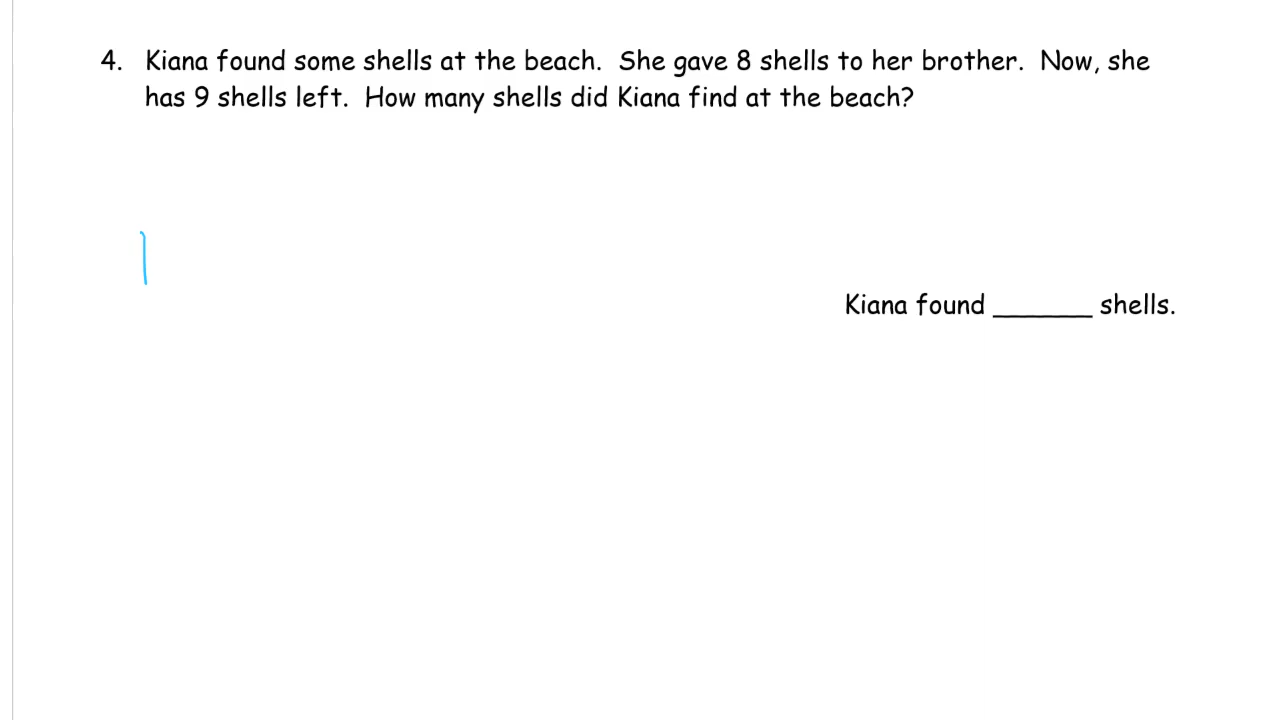 4. Kiana found some shells at the beach. She gave 8 shells to her brother. Now, she
has 9 shells left. How many shells did Kiana find at the beach?
Kiana found _______ shells.